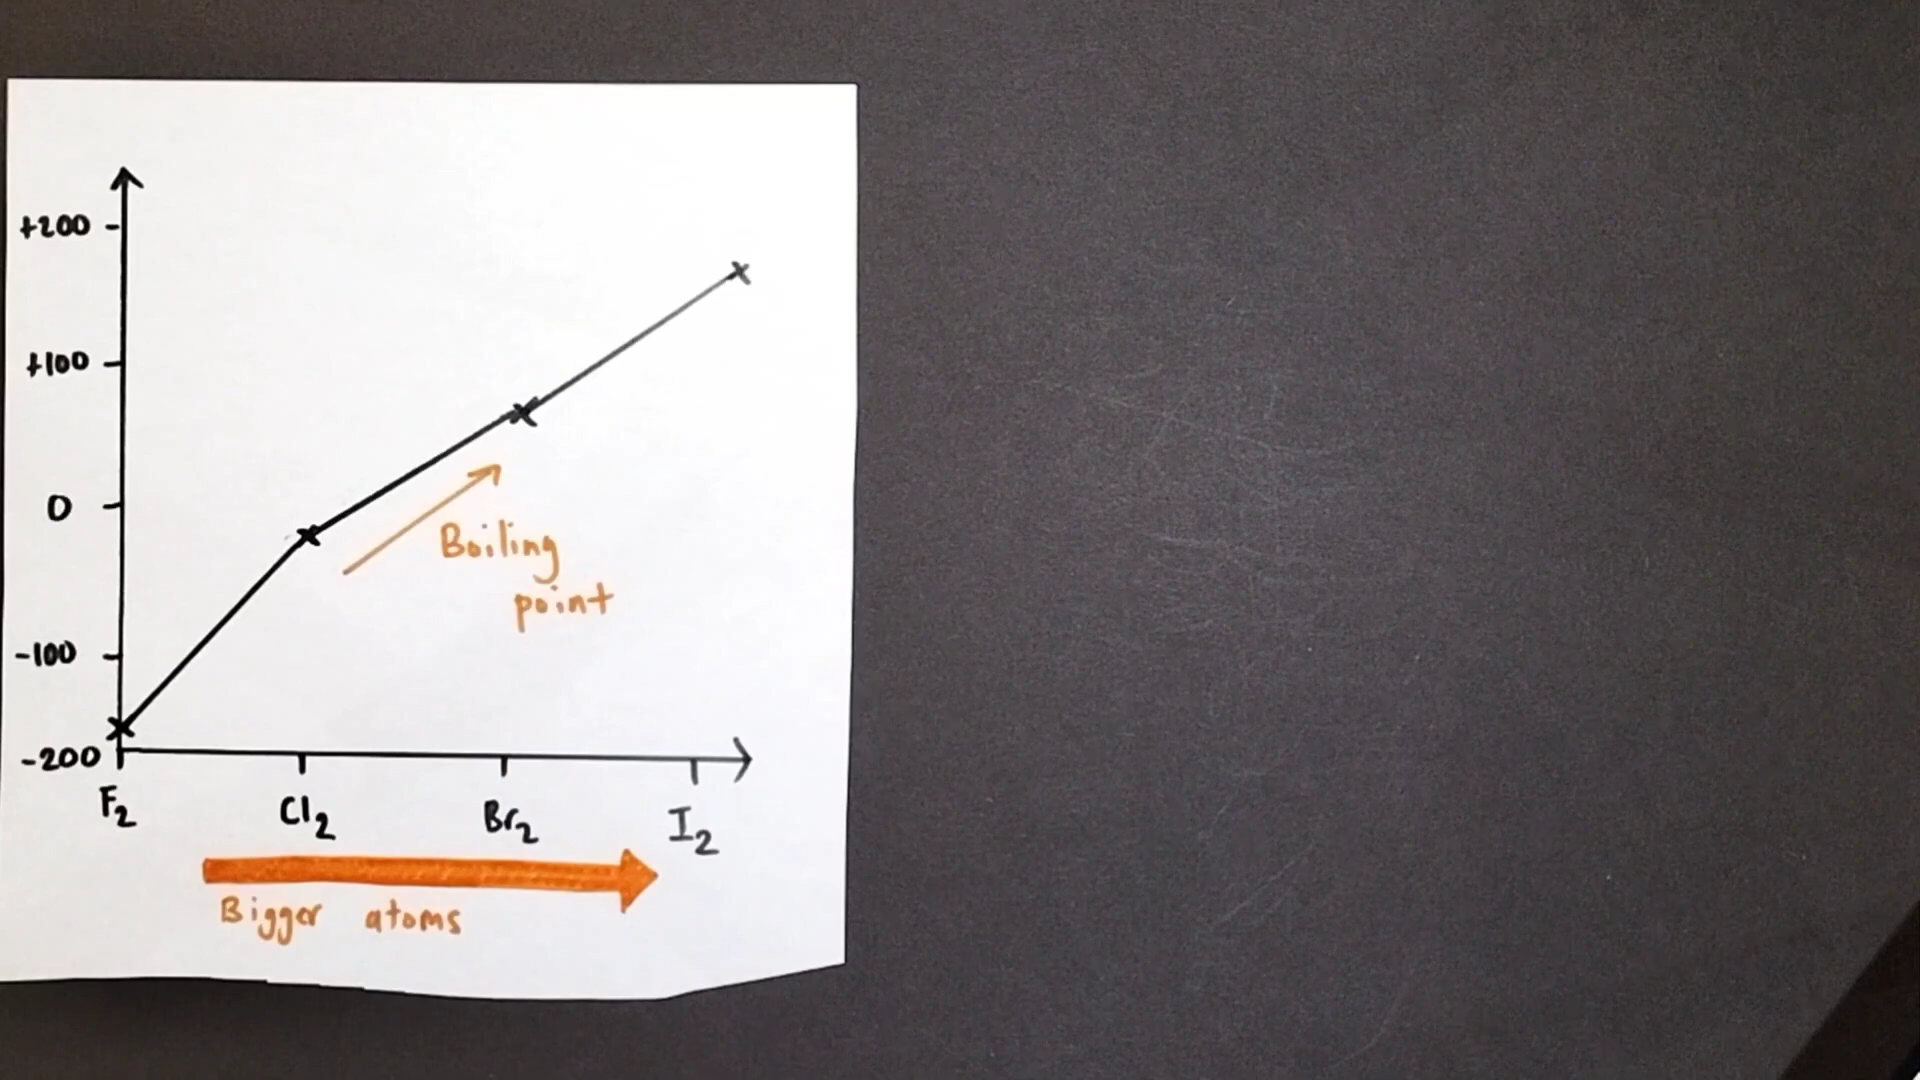 +200
+100
0
-100
-200
Boiling
point
F₂ Cl₂ Br₂ I₂
Bigger atoms